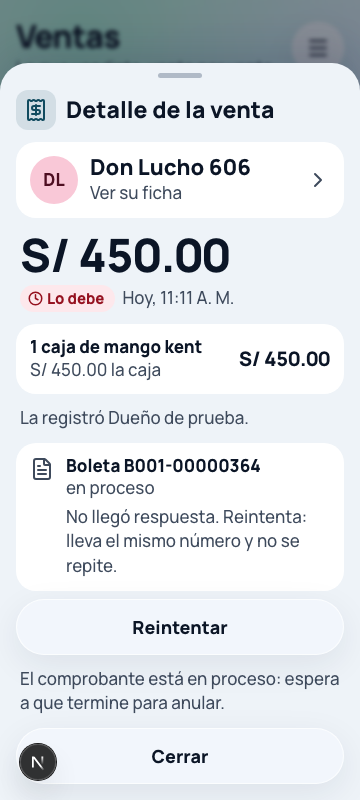 Ventas
Detalle de la venta
DL
Don Lucho 606
Ver su ficha
S/ 450.00
Lo debe
Hoy, 11:11 A. M.
1 caja de mango kent
S/ 450.00 la caja
S/ 450.00
La registró Dueño de prueba.
Boleta B001-00000364
en proceso
No llegó respuesta. Reintenta:
lleva el mismo número y no se
repite.
Reintentar
El comprobante está en proceso: espera
a que termine para anular.
N
Cerrar